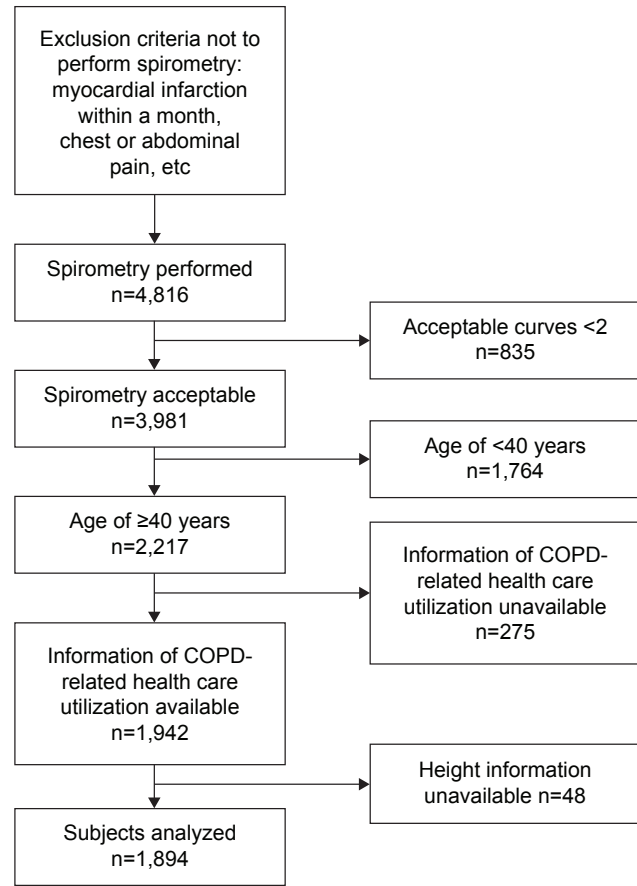 Exclusion criteria not to
perform spirometry:
myocardial infarction
within a month,
chest or abdominal
pain, etc
Spirometry performed
n=4,816
Acceptable curves <2
n=835
Spirometry acceptable
n=3,981
Age of <40 years
n=1,764
Age of ≥40 years
n=2,217
Information of COPD-
related health care
utilization unavailable
n=275
Information of COPD-
related health care
utilization available
n=1,942
Height information
unavailable n=48
Subjects analyzed
n=1,894